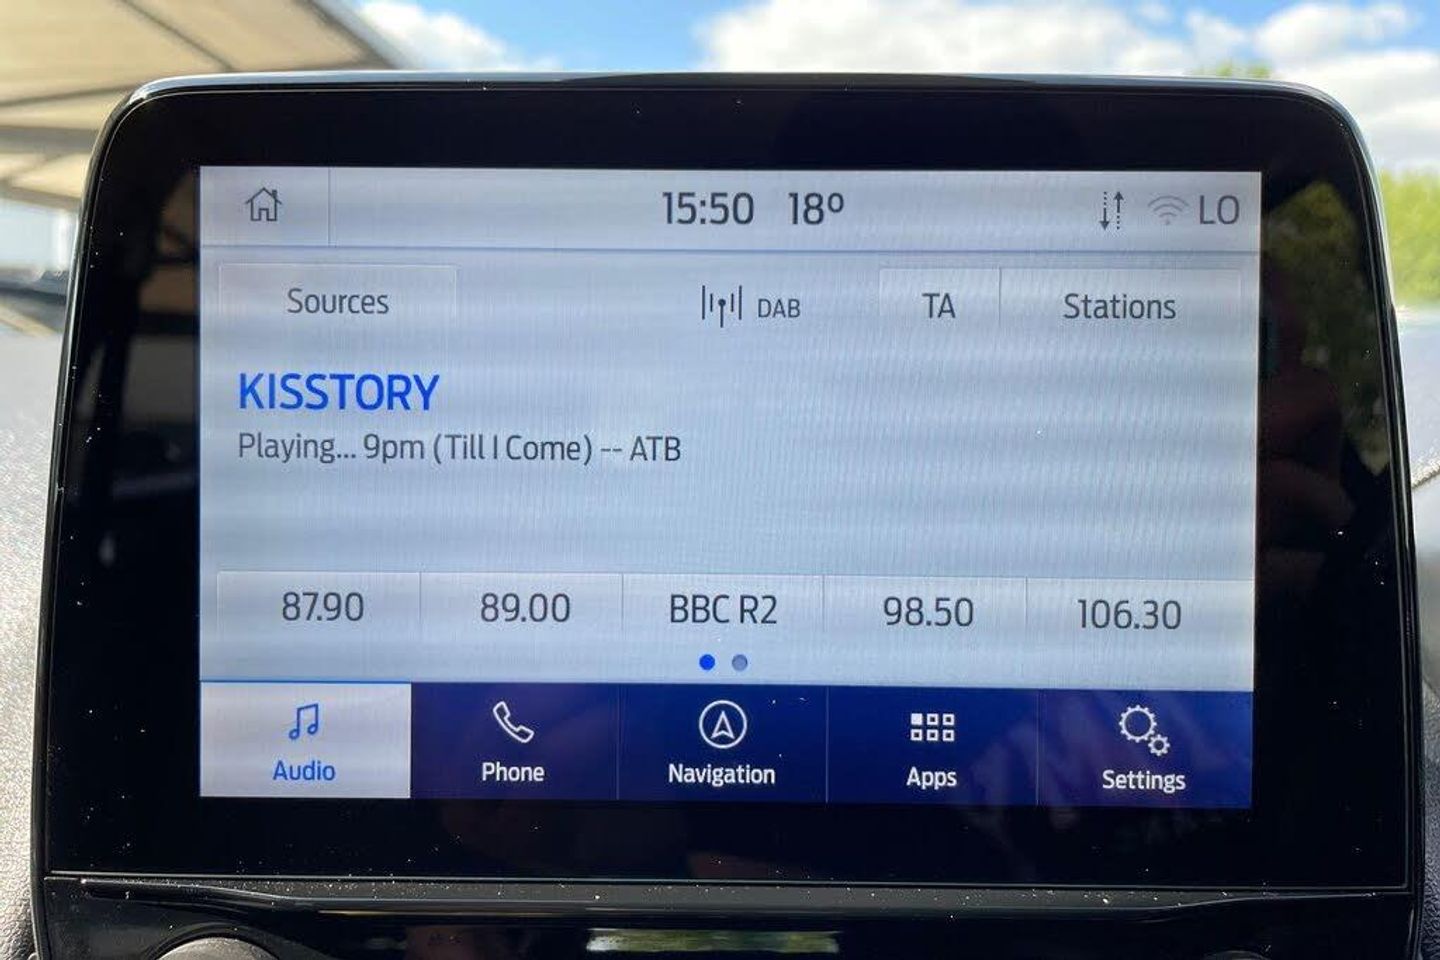 15:50 18º LO
Sources DAB TA Stations
KISSTORY
Playing... 9pm (Till I Come) -- ATB
87.90 89.00 BBC R2 98.50 106.30
Audio Phone Navigation Apps Settings